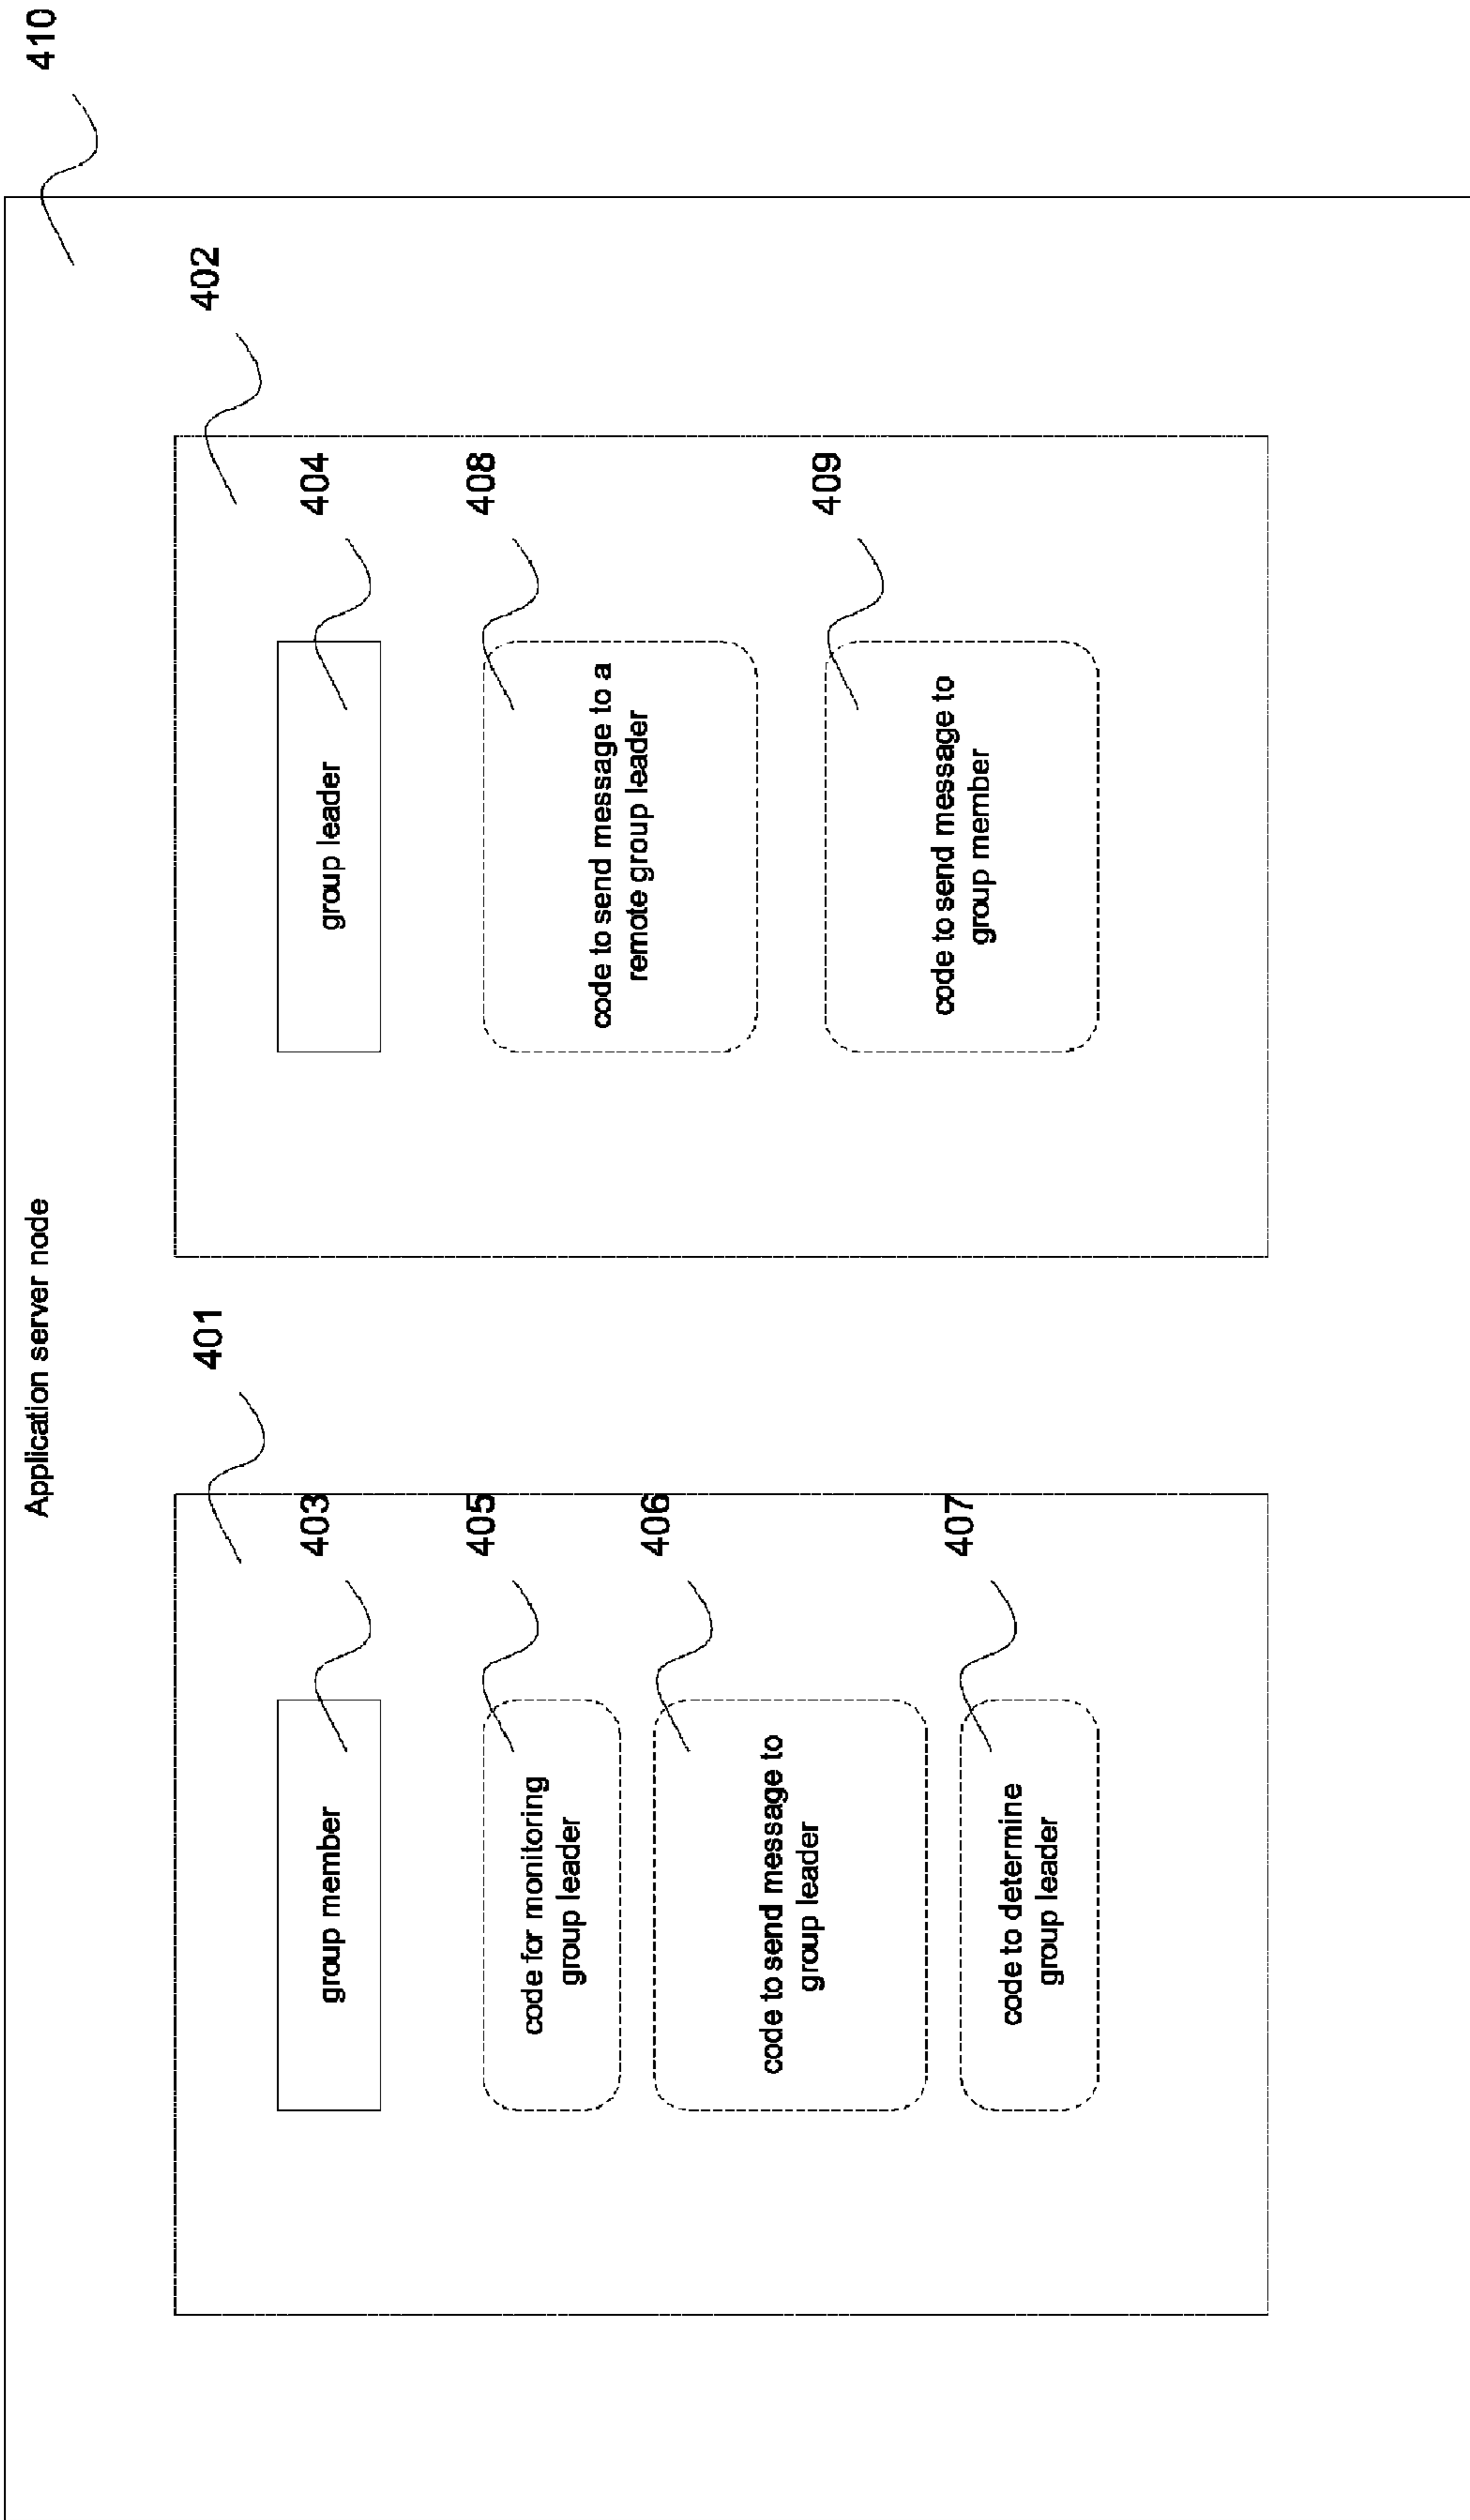 410
Application server node
401
402
403
group member
405
code for monitoring
group leader
406
code to send message to
group leader
407
code to determine
group leader
404
group leader
408
code to send message to a
remote group leader
409
code to send message to
group member